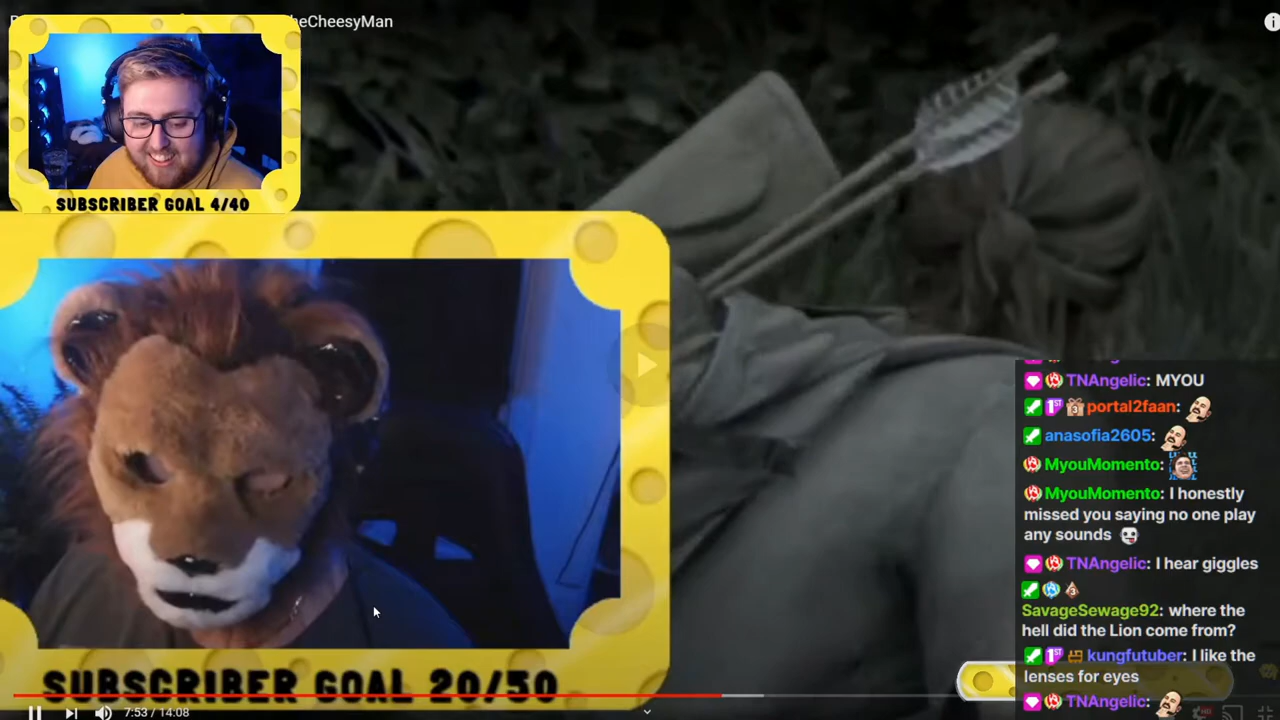 heCheesyMan
SUBSCRIBER GOAL 4/40
TNAngelic: MYOU
portal2faan:
anasofia2605:
MyouMomento:
MyouMomento: I honestly
missed you saying no one play
any sounds
TNAngelic: I hear giggles
SavageSewage92: where the
hell did the Lion come from?
kungfutuber: I like the
lenses for eyes
TNAngelic:
SUBSCRIBER GOAL 20/50
7:53 / 14:08